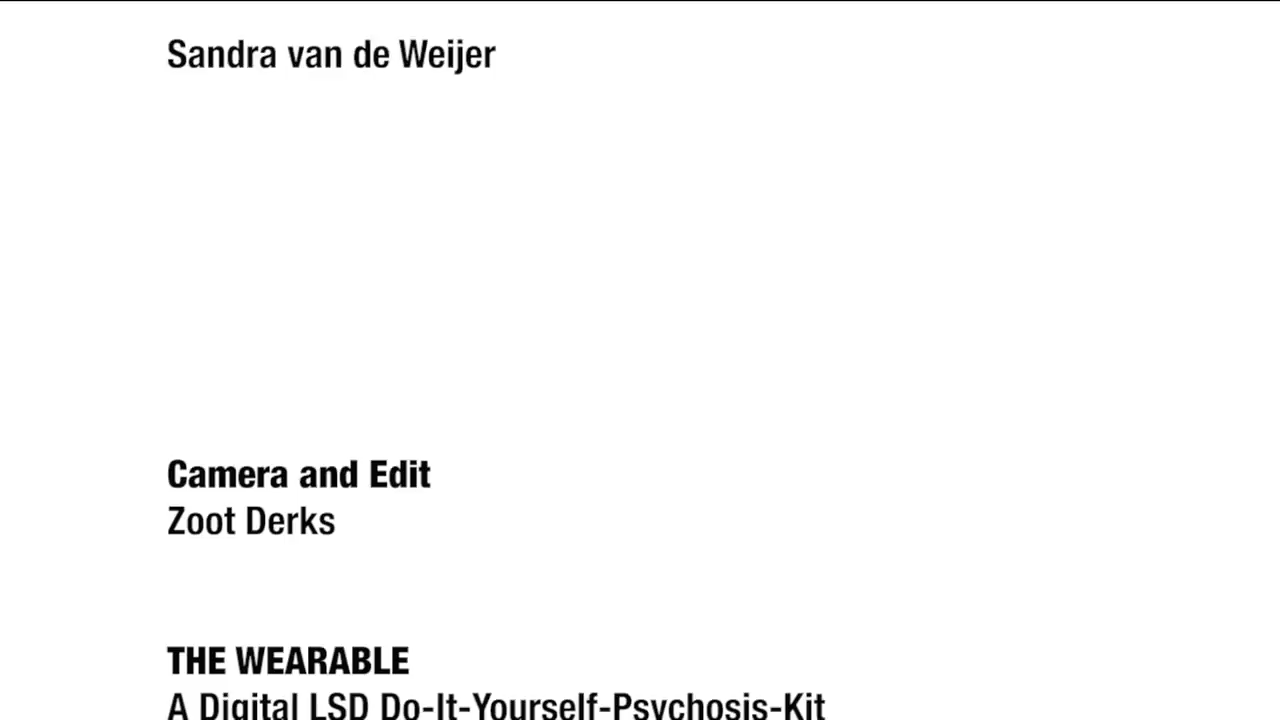 Sandra van de Weijer
Camera and Edit
Zoot Derks
THE WEARABLE
A Digital LSD Do-It-Yourself-Psychosis-Kit